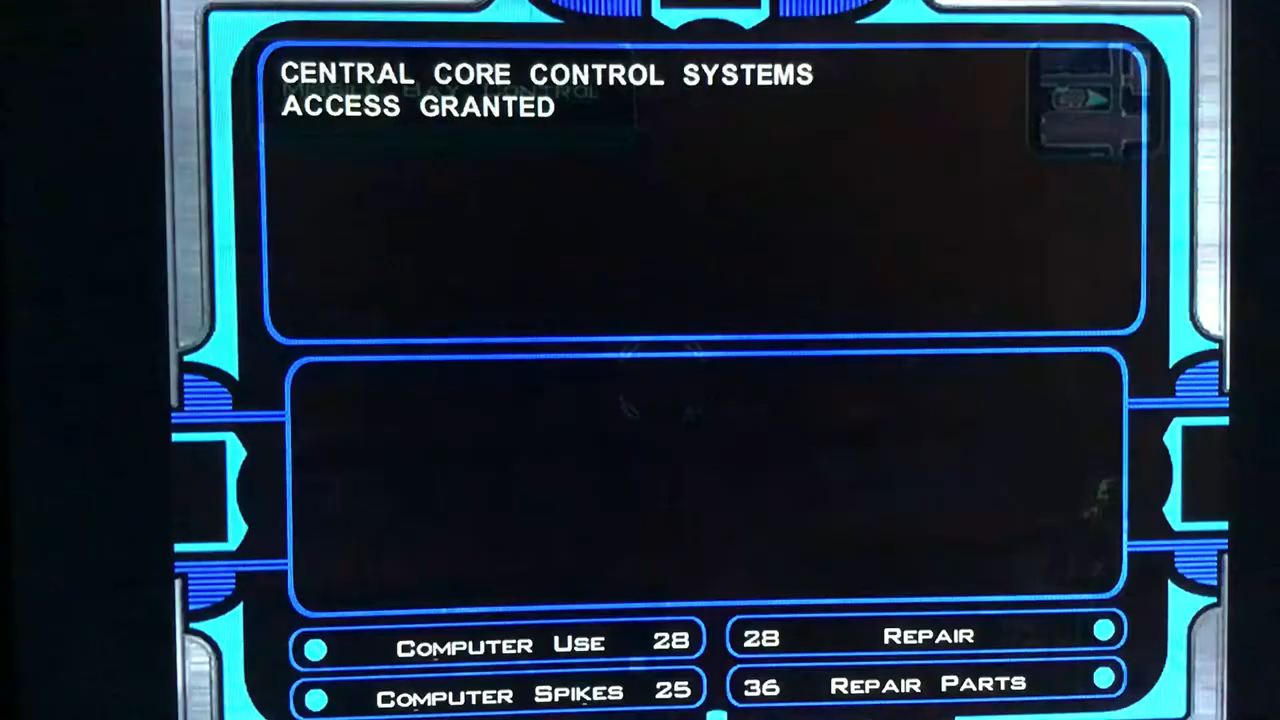 CENTRAL CORE CONTROL SYSTEMS
ACCESS GRANTED
COMPUTER USE 28
28 REPAIR
COMPUTER SPIKES 25
36 REPAIR PARTS